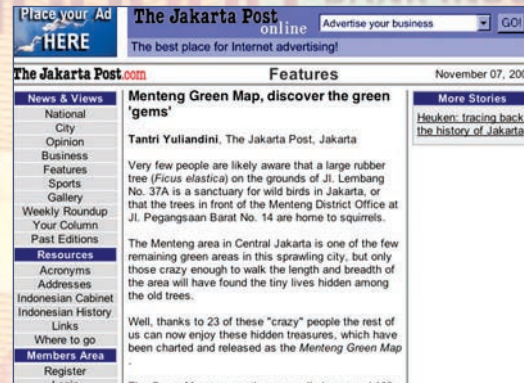 Place your Ad
HERE
The Jakarta Post
online
Advertise your business
GO!
The best place for Internet advertising!
The Jakarta Post.com
Features
November 07, 200
News & Views
National
City
Opinion
Business
Features
Sports
Gallery
Weekly Roundup
Your Column
Past Editions
Resources
Acronyms
Addresses
Indonesian Cabinet
Indonesian History
Links
Where to go
Members Area
Register
Menteng Green Map, discover the green
'gems'
Tantri Yuliandini, The Jakarta Post, Jakarta
Very few people are likely aware that a large rubber
tree (Ficus elastica) on the grounds of Jl. Lembang
No. 37A is a sanctuary for wild birds in Jakarta, or
that the trees in front of the Menteng District Office at
Jl. Pegangsaan Barat No. 14 are home to squirrels.
The Menteng area in Central Jakarta is one of the few
remaining green areas in this sprawling city, but only
those crazy enough to walk the length and breadth of
the area will have found the tiny lives hidden among
the old trees.
Well, thanks to 23 of these "crazy" people the rest of
us can now enjoy these hidden treasures, which have
been charted and released as the Menteng Green Map
.
More Stories
Heuken: tracing back
the history of Jakarta